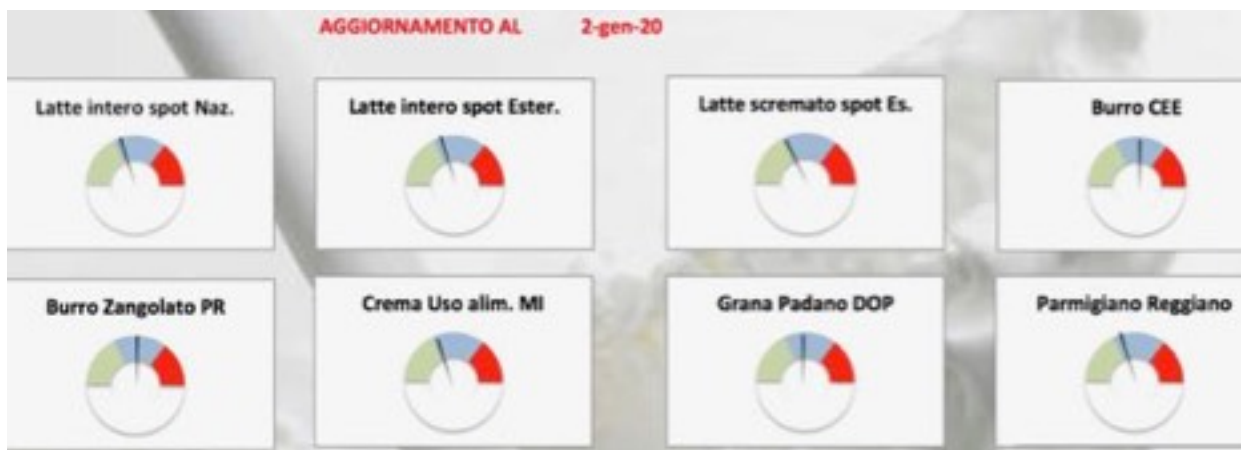 AGGIORNAMENTO AL 2-gen-20
Latte intero spot Naz.
Latte intero spot Ester.
Latte scremato spot Es.
Burro CEE
Burro Zangolato PR
Crema Uso alim. MI
Grana Padano DOP
Parmigiano Reggiano